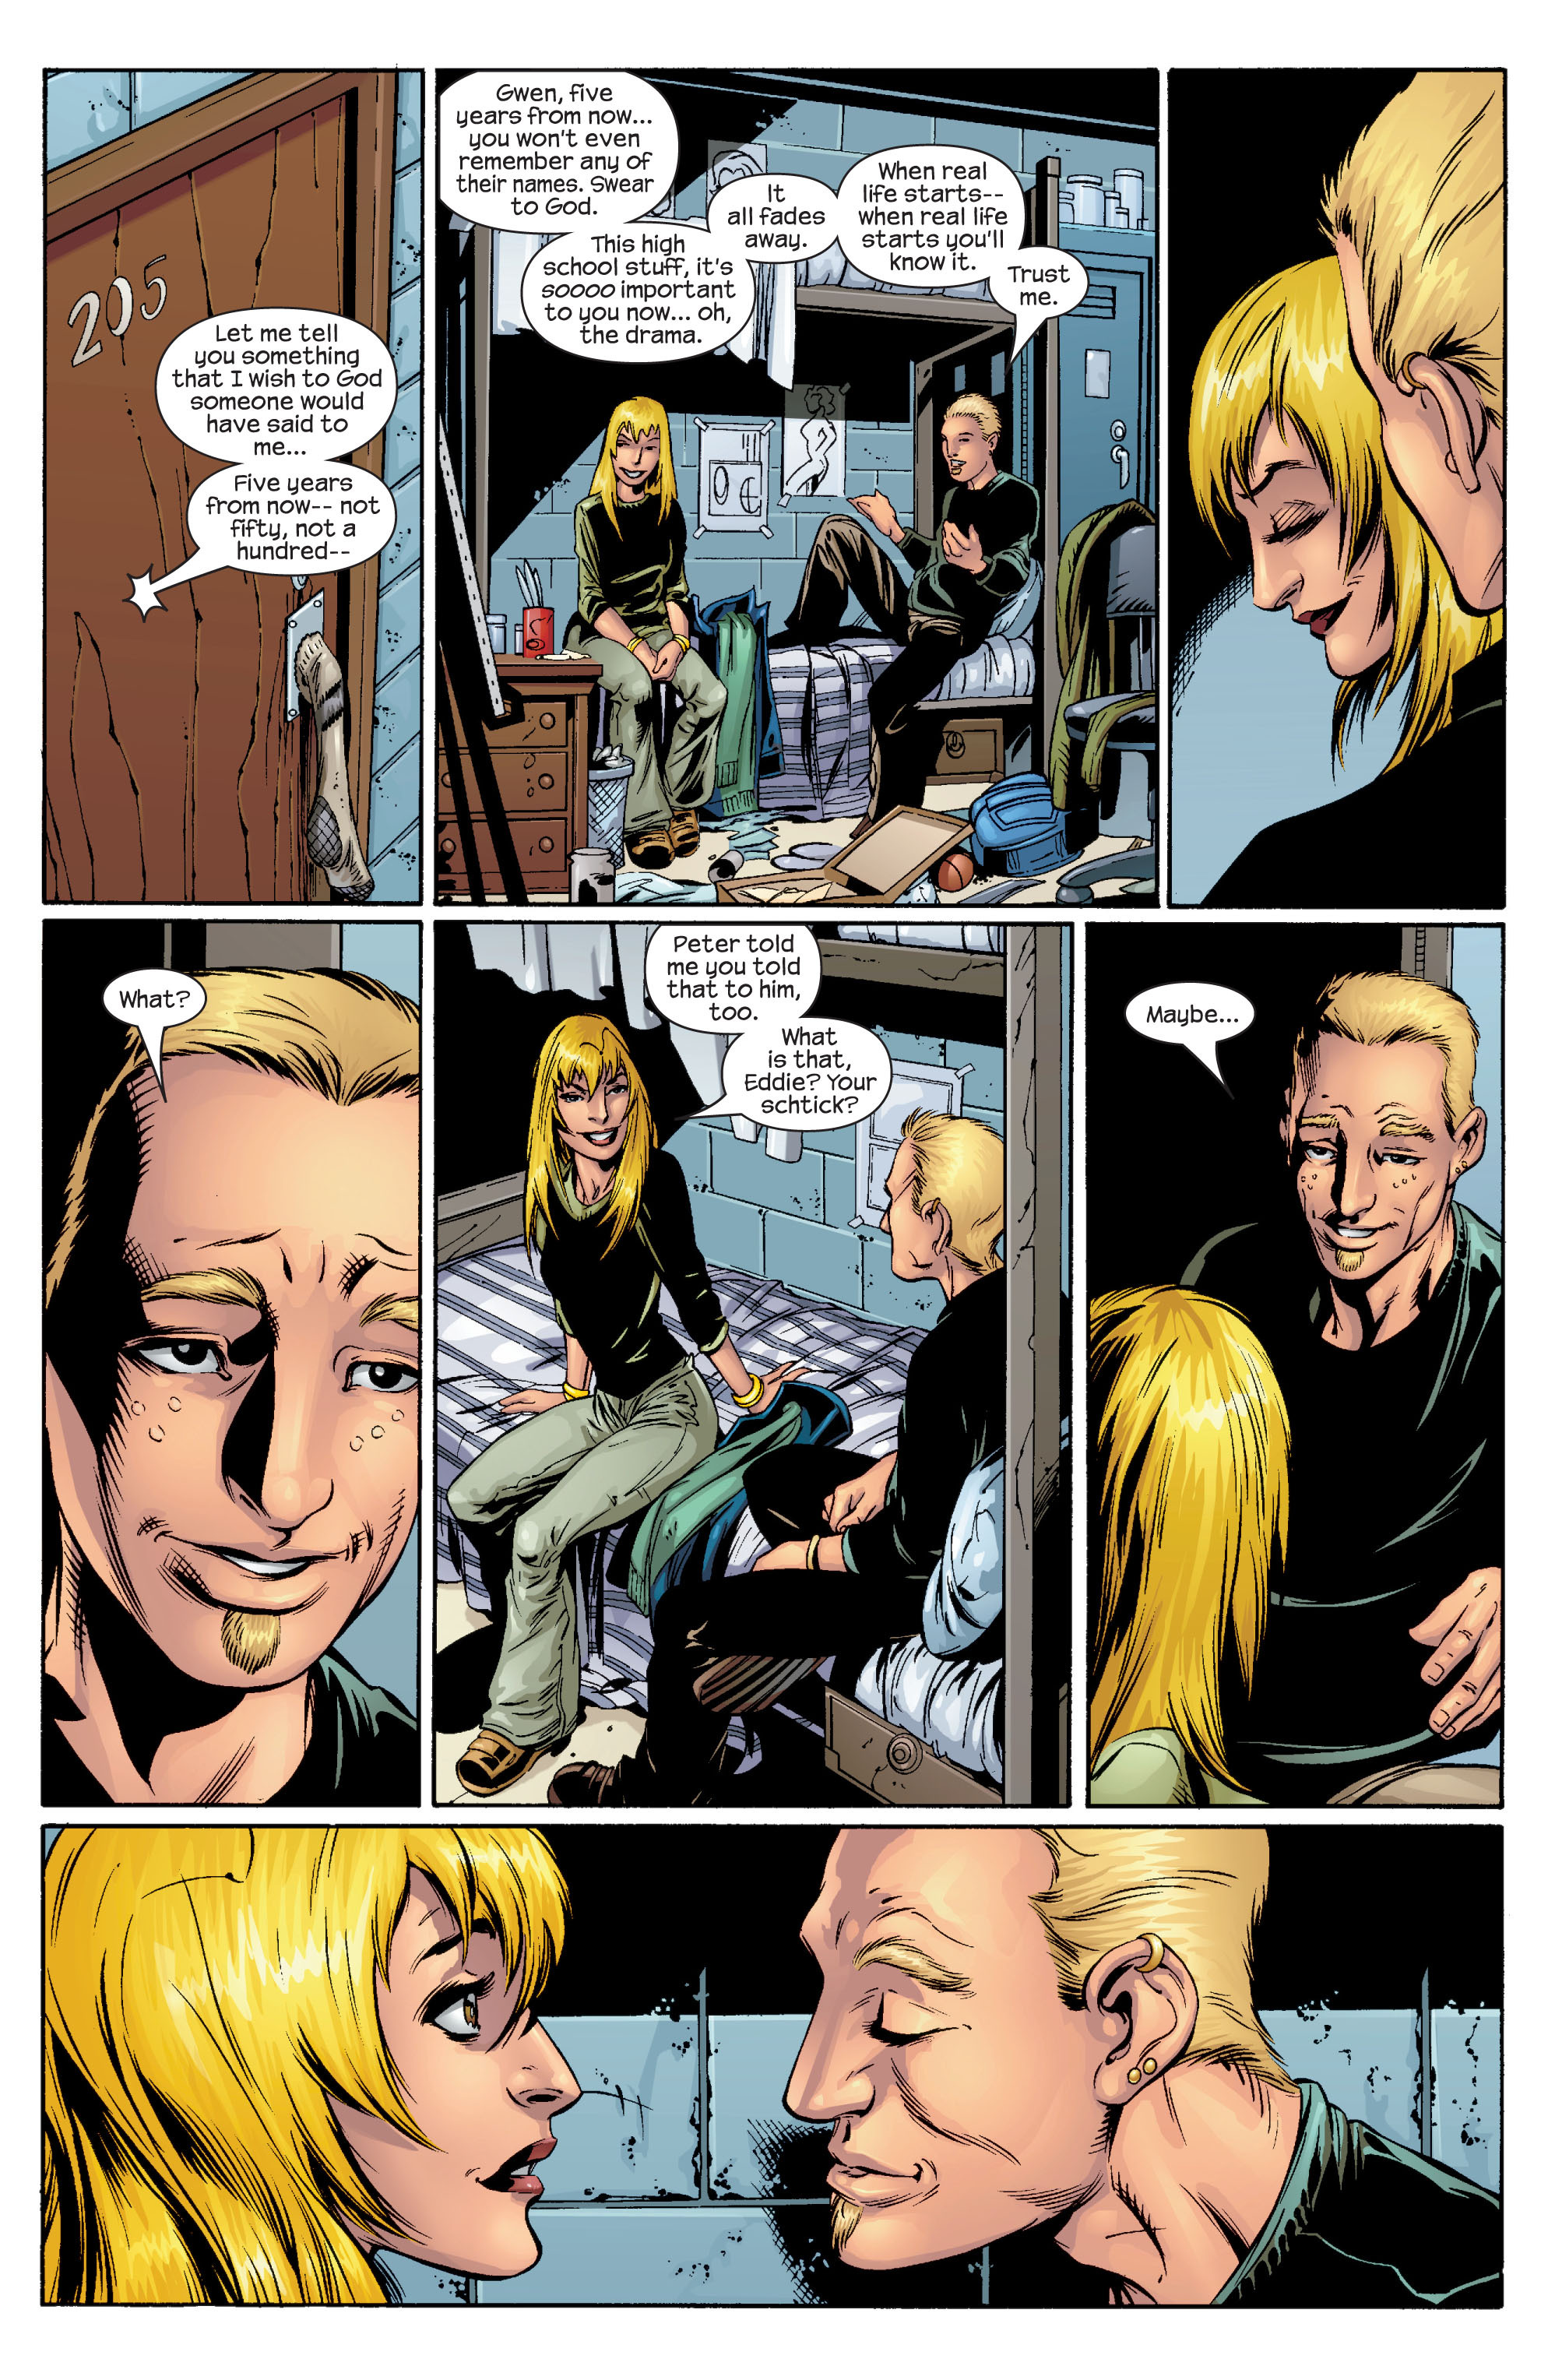 205
Let me tell
you something
that I wish to God
someone would
have said to
me...
Five years
from now-- not
fifty, not a
hundred--
Gwen, five
years from now...
you won't even
remember any of
their names. Swear
to God.
This high
school stuff, it's
soooo important
to you now... oh,
the drama.
It
all fades
away.
When real
life starts--
when real life
starts you'll
know it.
Trust
me.
What?
Peter told
me you told
that to him,
too.
What
is that,
Eddie? Your
schtick?
Maybe...